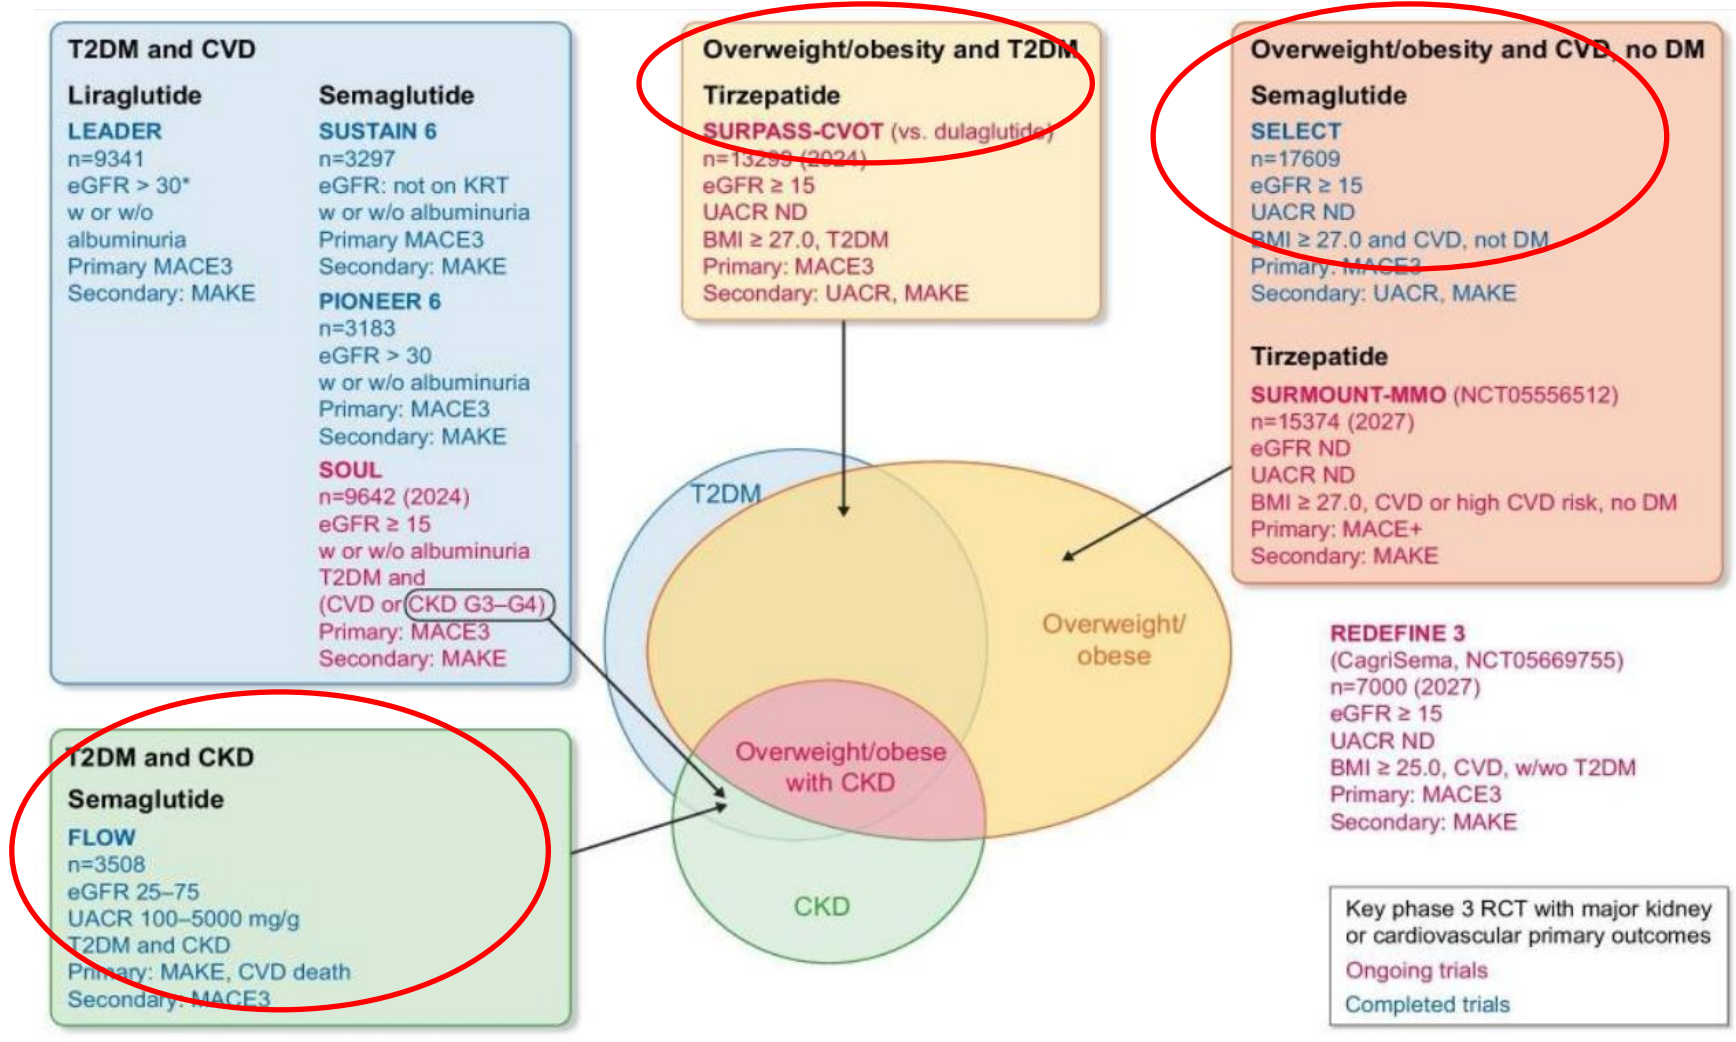 T2DM and CVD
Liraglutide
LEADER
n=9341
eGFR > 30*
w or w/o
albuminuria
Primary MACE3
Secondary: MAKE
Semaglutide
SUSTAIN 6
n=3297
eGFR: not on KRT
w or w/o albuminuria
Primary MACE3
Secondary: MAKE
PIONEER 6
n=3183
eGFR > 30
w or w/o albuminuria
Primary: MACE3
Secondary: MAKE
SOUL
n=9642 (2024)
eGFR ≥ 15
w or w/o albuminuria
T2DM and
(CVD or CKD G3–G4)
Primary: MACE3
Secondary: MAKE
Overweight/obesity and T2DM
Tirzepatide
SURPASS-CVOT (vs. dulaglutide)
n=13299 (2024)
eGFR ≥ 15
UACR ND
BMI ≥ 27.0, T2DM
Primary: MACE3
Secondary: UACR, MAKE
Overweight/obesity and CVD, no DM
Semaglutide
SELECT
n=17609
eGFR ≥ 15
UACR ND
BMI ≥ 27.0 and CVD, not DM
Primary: MACE3
Secondary: UACR, MAKE
Tirzepatide
SURMOUNT-MMO (NCT05556512)
n=15374 (2027)
eGFR ND
UACR ND
BMI ≥ 27.0, CVD or high CVD risk, no DM
Primary: MACE+
Secondary: MAKE
T2DM
Overweight/
obese
Overweight/obese
with CKD
CKD
T2DM and CKD
Semaglutide
FLOW
n=3508
eGFR 25–75
UACR 100–5000 mg/g
T2DM and CKD
Primary: MAKE, CVD death
Secondary: MACE3
REDEFINE 3
(CagriSema, NCT05669755)
n=7000 (2027)
eGFR ≥ 15
UACR ND
BMI ≥ 25.0, CVD, w/wo T2DM
Primary: MACE3
Secondary: MAKE
Key phase 3 RCT with major kidney
or cardiovascular primary outcomes
Ongoing trials
Completed trials